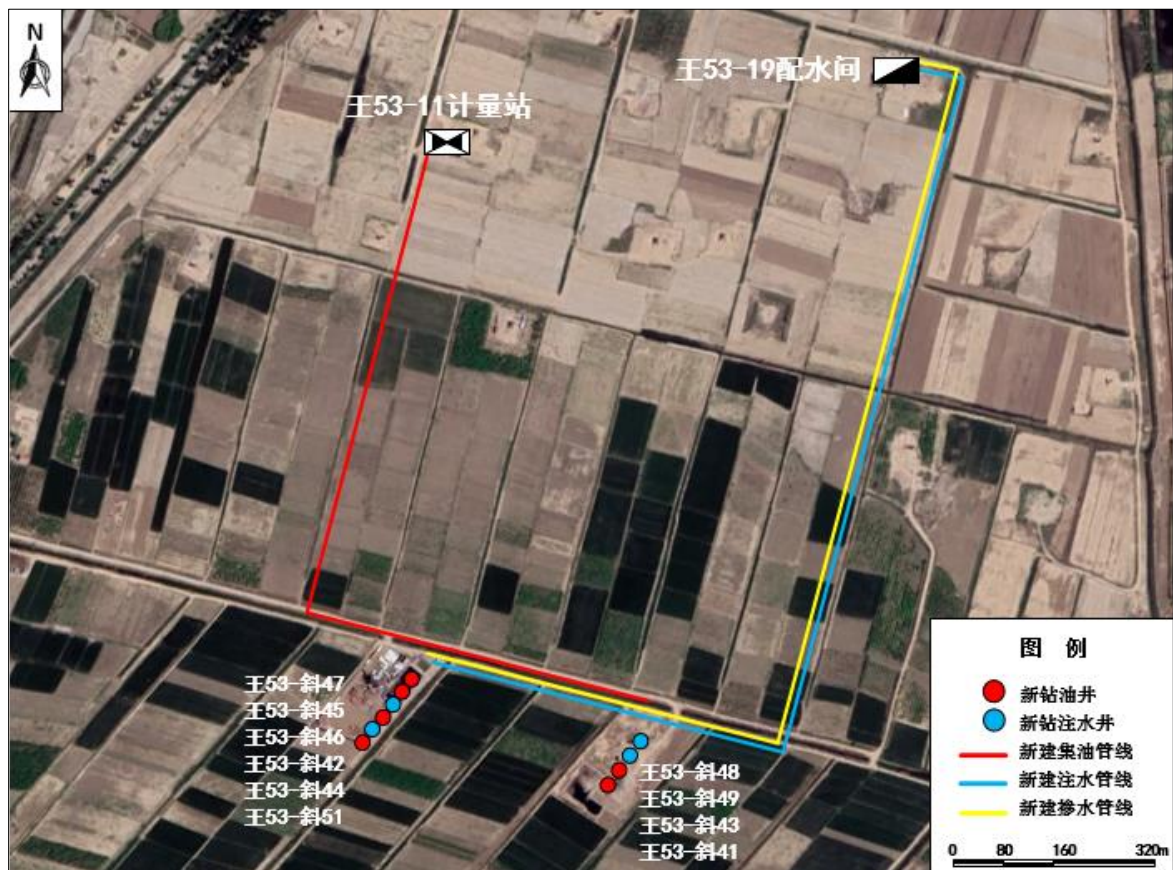 N
王53-19配水间
王53-11计量站
王53-斜47
王53-斜45
王53-斜46
王53-斜42
王53-斜44
王53-斜51
王53-斜48
王53-斜49
王53-斜43
王53-斜41
图 例
新钻油井
新钻注水井
新建集油管线
新建注水管线
新建掺水管线
0 80 160 320m